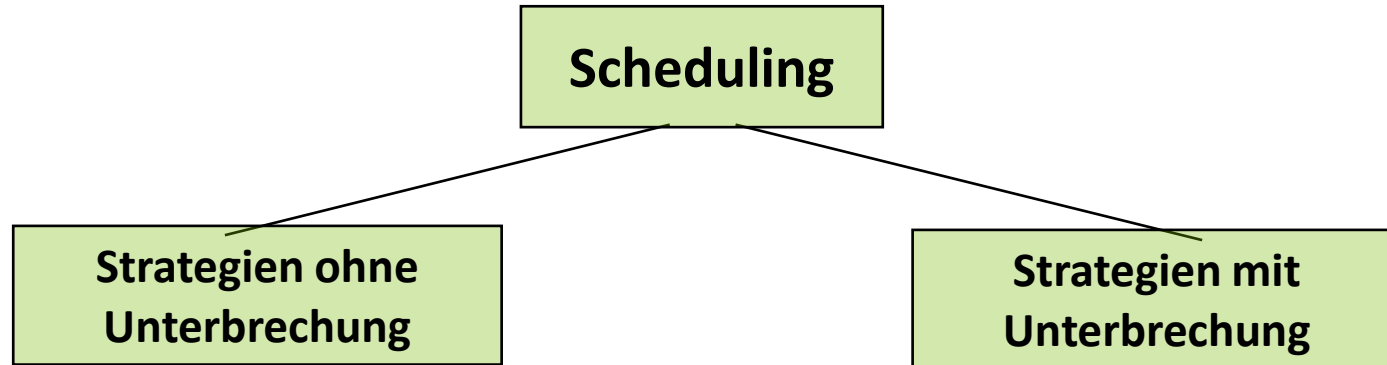 Scheduling
Strategien ohne
Unterbrechung
Strategien mit
Unterbrechung